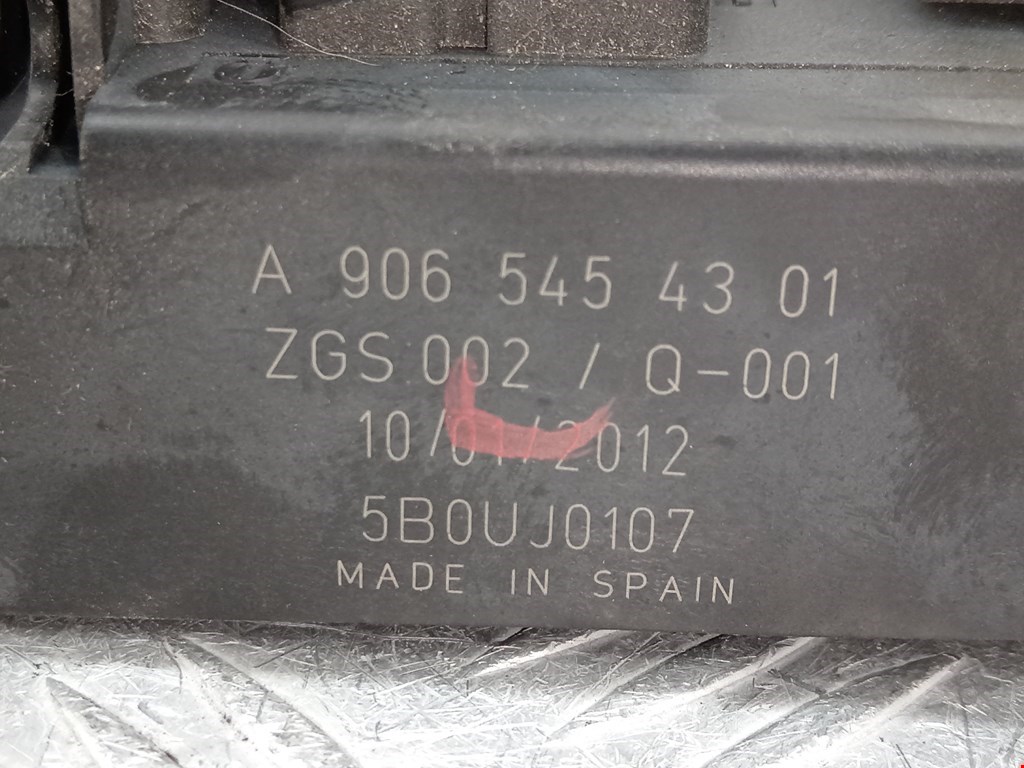 A 906 545 43 01
ZGS 002 / Q-001
10/01/2012
5B0UJ0107
MADE IN SPAIN